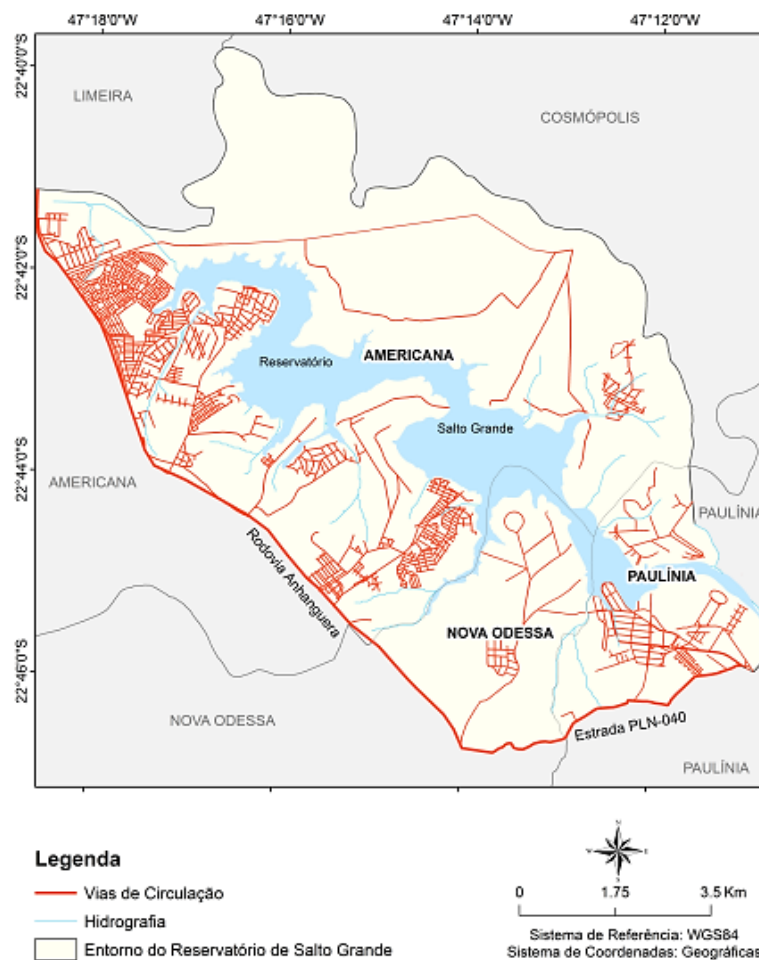 47°18'0"W 47°16'0"W 47°14'0"W 47°12'0"W
22°40'0"S
LIMEIRA
COSMÓPOLIS
22°42'0"S
Reservatório
AMERICANA
Salto Grande
22°44'0"S
AMERICANA
PAULÍNIA
Rodovia Anhanguera
PAULÍNIA
NOVA ODESSA
22°46'0"S
NOVA ODESSA
Estrada PLN-040
PAULÍNIA
Legenda
Vias de Circulação
Hidrografia
Entorno do Reservatório de Salto Grande
N
W E
S
0 1.75 3.5 Km
Sistema de Referência: WGS84
Sistema de Coordenadas: Geográficas